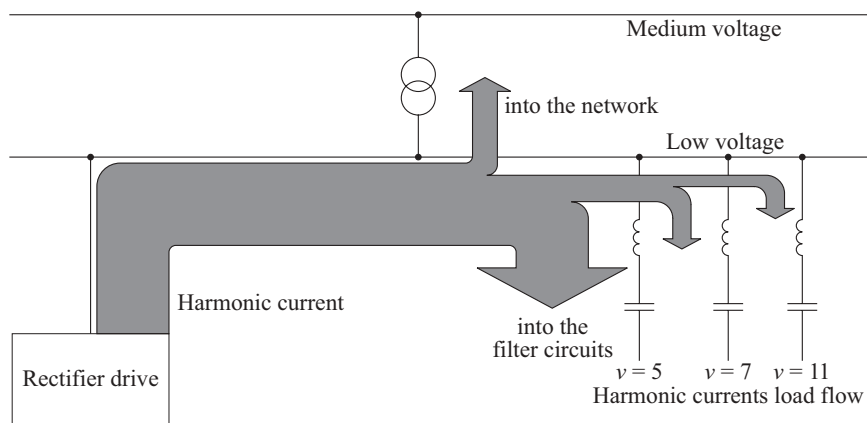 Medium voltage
into the network
Low voltage
Harmonic current
into the
filter circuits
Rectifier drive
v = 5
v = 7
v = 11
Harmonic currents load flow